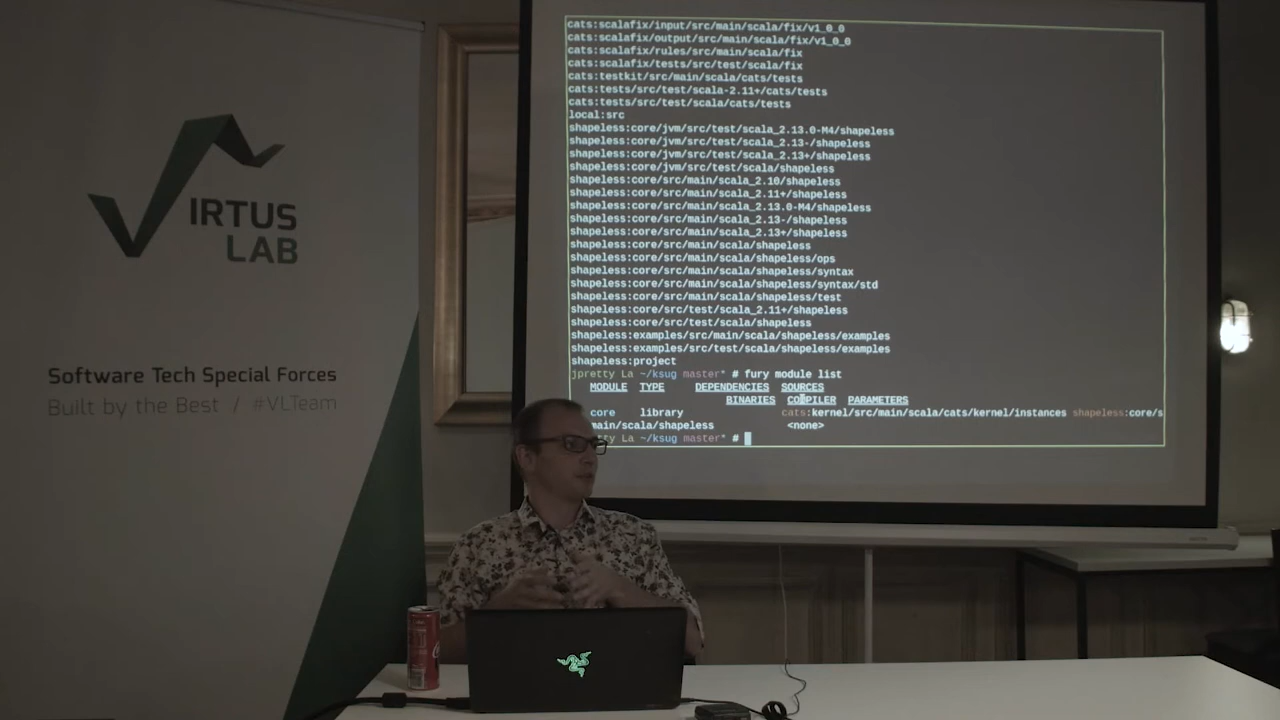 IRTUS
LAB
Software Tech Special Forces
Built by the Best / #VLTeam
cats:scalafix/input/src/main/scala/fix/v1_0_0
cats:scalafix/output/src/main/scala/fix/v1_0_0
cats:scalafix/rules/src/main/scala/fix
cats:scalafix/tests/src/test/scala/fix
cats:testkit/src/main/scala/cats/tests
cats:tests/src/test/scala-2.11+/cats/tests
cats:tests/src/test/scala/cats/tests
local:src
shapeless:core/jvm/src/test/scala_2.13.0-M4/shapeless
shapeless:core/jvm/src/test/scala_2.13-/shapeless
shapeless:core/jvm/src/test/scala_2.13+/shapeless
shapeless:core/jvm/src/test/scala/shapeless
shapeless:core/src/main/scala_2.10/shapeless
shapeless:core/src/main/scala_2.11+/shapeless
shapeless:core/src/main/scala_2.13.0-M4/shapeless
shapeless:core/src/main/scala_2.13-/shapeless
shapeless:core/src/main/scala_2.13+/shapeless
shapeless:core/src/main/scala/shapeless
shapeless:core/src/main/scala/shapeless/ops
shapeless:core/src/main/scala/shapeless/syntax
shapeless:core/src/main/scala/shapeless/syntax/std
shapeless:core/src/main/scala/shapeless/test
shapeless:core/src/test/scala_2.11+/shapeless
shapeless:core/src/test/scala/shapeless
shapeless:examples/src/main/scala/shapeless/examples
shapeless:examples/src/test/scala/shapeless/examples
shapeless:project
jpretty La ~/ksug master* # fury module list
MODULE TYPE DEPENDENCIES SOURCES
BINARIES COMPILER PARAMETERS
core library cats:kernel/src/main/scala/cats/kernel/instances shapeless:core/s
main/scala/shapeless <none>
etty La ~/ksug master* #